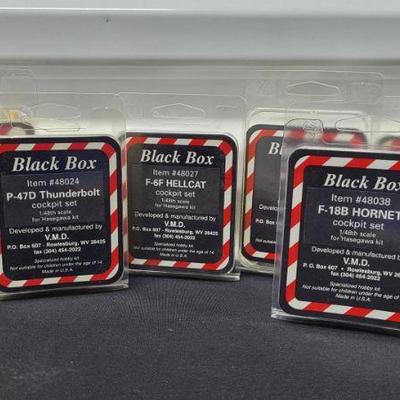 Black Box
Item #48024
P-47D Thunderbolt
cockpit set
1/48th scale
for Hasegawa kit
Developed & manufactured by
V.M.D.
P.O. Box 607 • Rowlesburg, WV 26425
fax (304) 454-2022
Specialized hobby kit
Not suitable for children under the age of 14
Made in U.S.A.
Black Box
Item #48027
F-6F HELLCAT
cockpit set
1/48th scale
for Hasegawa kit
Developed & manufactured by
V.M.D.
P.O. Box 607 • Rowlesburg, WV 26425
fax (304) 454-2022
Specialized hobby kit
Not suitable for children under the age of 14
Made in U.S.A.
Black Box
Item #48038
F-18B HORNET
cockpit set
1/48th scale
for Hasegawa kit
Developed & manufactured by
V.M.D.
P.O. Box 607 • Rowlesburg, WV
fax (304) 454-2022
Specialized hobby kit
Not suitable for children under the age of
Made in U.S.A.